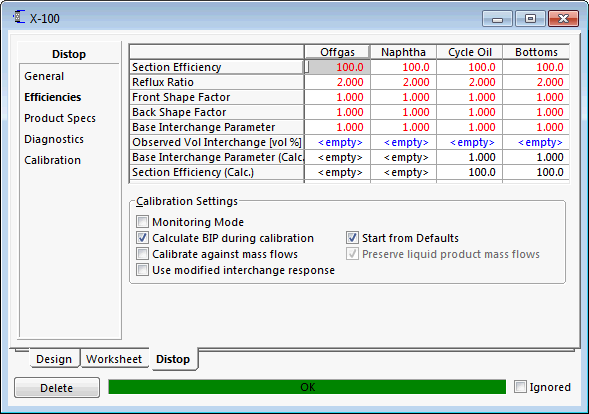 X-100
Distop
General
Efficiencies
Product Specs
Diagnostics
Calibration
Offgas Naphtha Cycle Oil Bottoms
Section Efficiency 100.0 100.0 100.0 100.0
Reflux Ratio 2.000 2.000 2.000 2.000
Front Shape Factor 1.000 1.000 1.000 1.000
Back Shape Factor 1.000 1.000 1.000 1.000
Base Interchange Parameter 1.000 1.000 1.000 1.000
Observed Vol Interchange [vol %] <empty> <empty> <empty> <empty>
Base Interchange Parameter (Calc. <empty> <empty> 1.000 1.000
Section Efficiency (Calc.) <empty> <empty> 100.0 100.0
Calibration Settings
Monitoring Mode
Calculate BIP during calibration Start from Defaults
Calibrate against mass flows Preserve liquid product mass flows
Use modified interchange response
Design Worksheet Distop
Delete OK Ignored